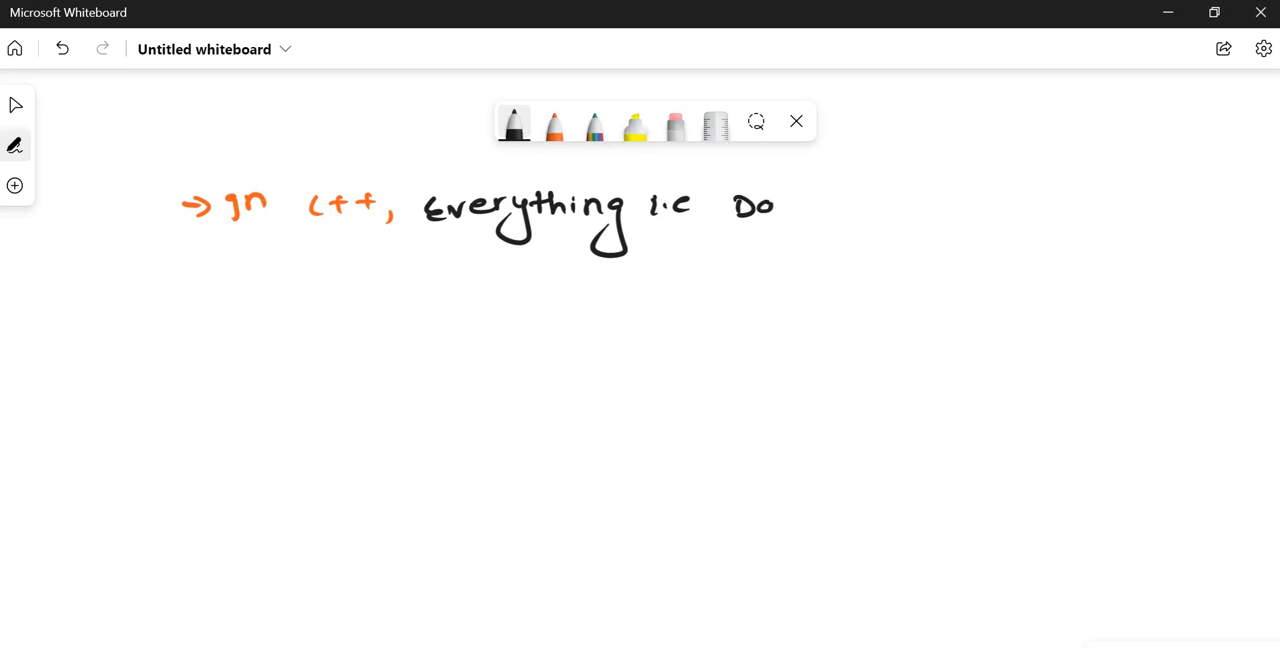 Microsoft Whiteboard
Untitled whiteboard
→ In C++, Everything i.e Do